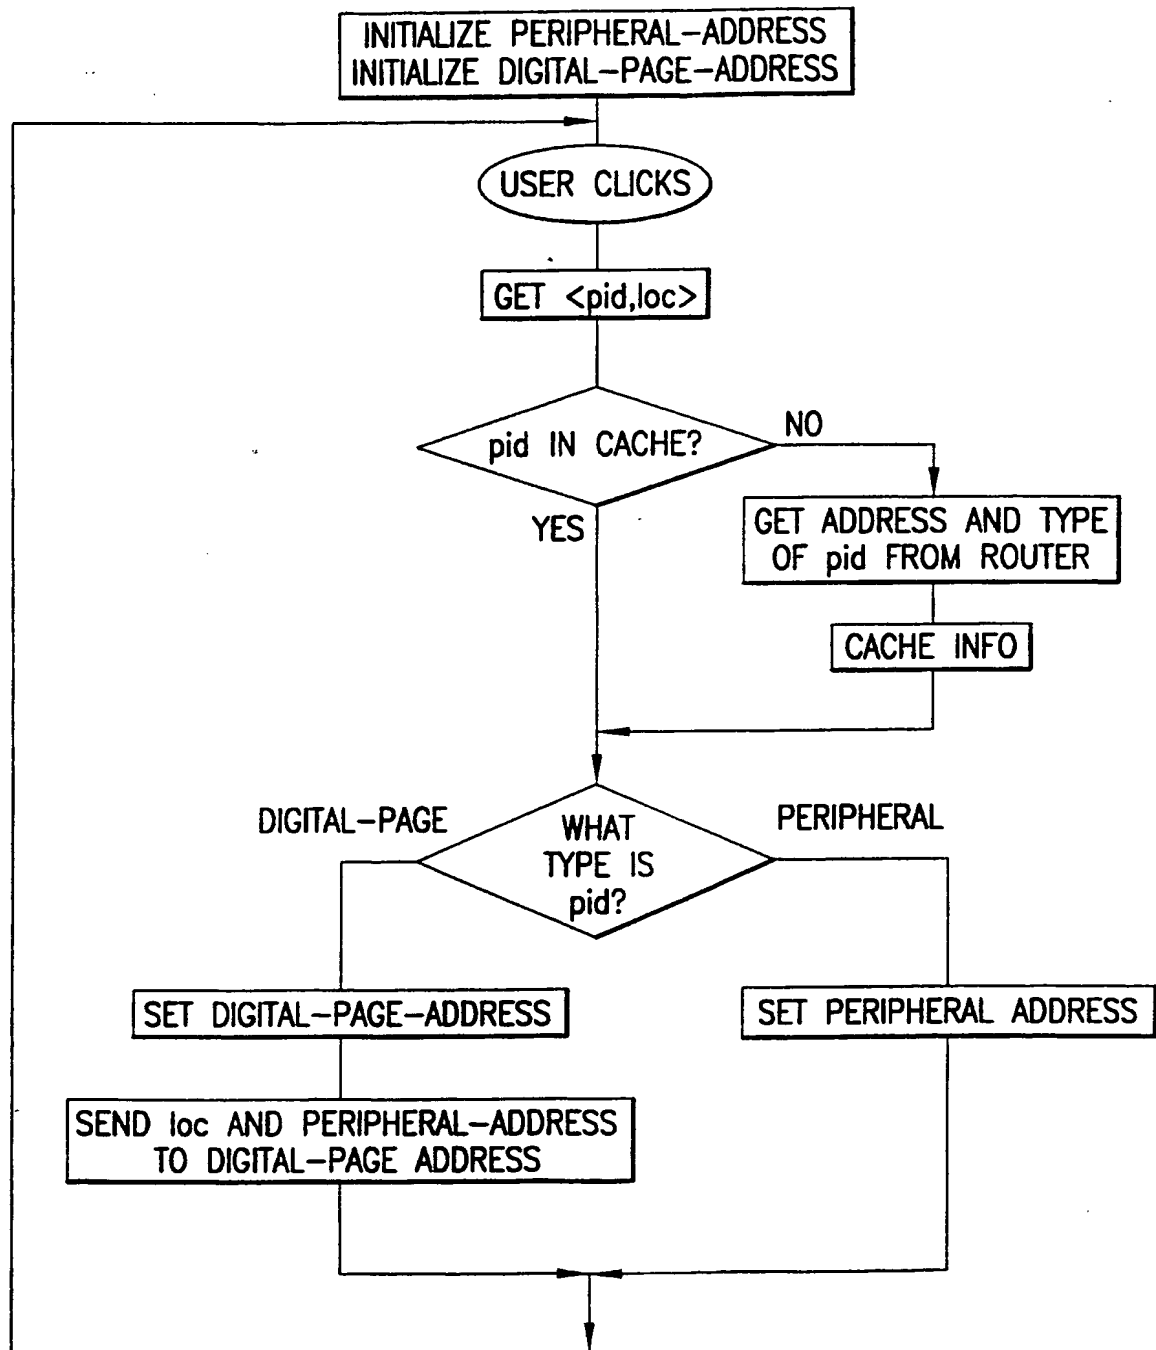 INITIALIZE PERIPHERAL-ADDRESS
INITIALIZE DIGITAL-PAGE-ADDRESS
USER CLICKS
GET <pid,loc>
pid IN CACHE?
NO
YES
GET ADDRESS AND TYPE
OF pid FROM ROUTER
CACHE INFO
DIGITAL-PAGE
WHAT
TYPE IS
pid?
PERIPHERAL
SET DIGITAL-PAGE-ADDRESS
SET PERIPHERAL ADDRESS
SEND loc AND PERIPHERAL-ADDRESS
TO DIGITAL-PAGE ADDRESS